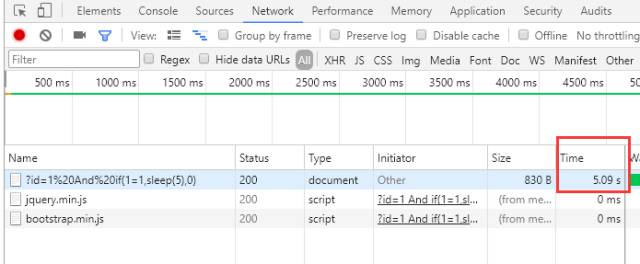 Elements Console Sources Network Performance Memory Application Security Audits
View: Group by frame Preserve log Disable cache Offline No throttling
Filter Regex Hide data URLs All XHR JS CSS Img Media Font Doc WS Manifest Other
500 ms 1000 ms 1500 ms 2000 ms 2500 ms 3000 ms 3500 ms 4000 ms 4500 ms
Name Status Type Initiator Size Time
?id=1%20And%20if(1=1,sleep(5),0) 200 document Other 830 B 5.09 s
jquery.min.js 200 script ?id=1 And if(1=1,sl... (from me... 0 ms
bootstrap.min.js 200 script ?id=1 And if(1=1,sl... (from me... 0 ms